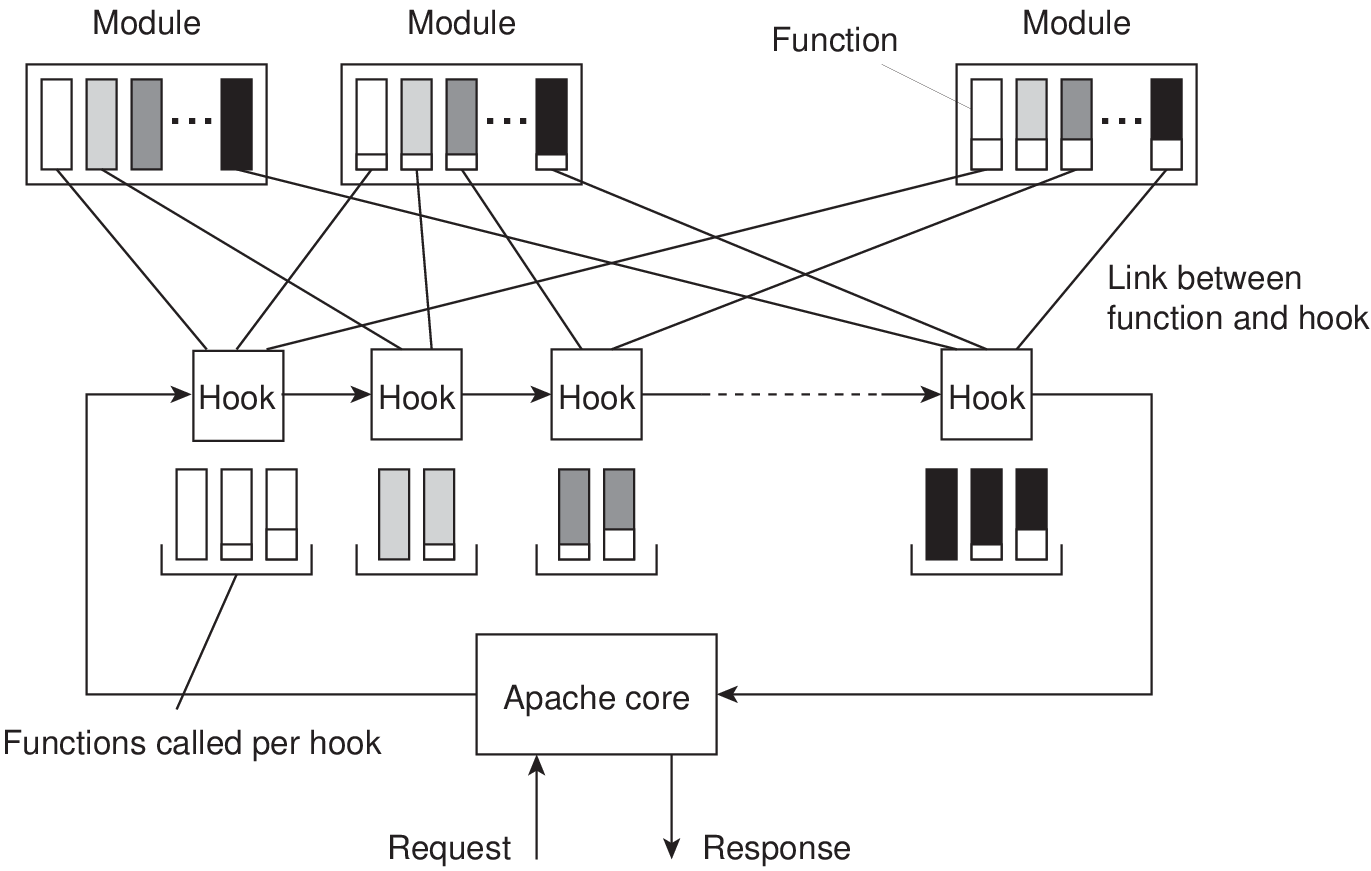 Module
Module
Module
Function
Link between
function and hook
Hook
Hook
Hook
Hook
Apache core
Functions called per hook
Request
Response